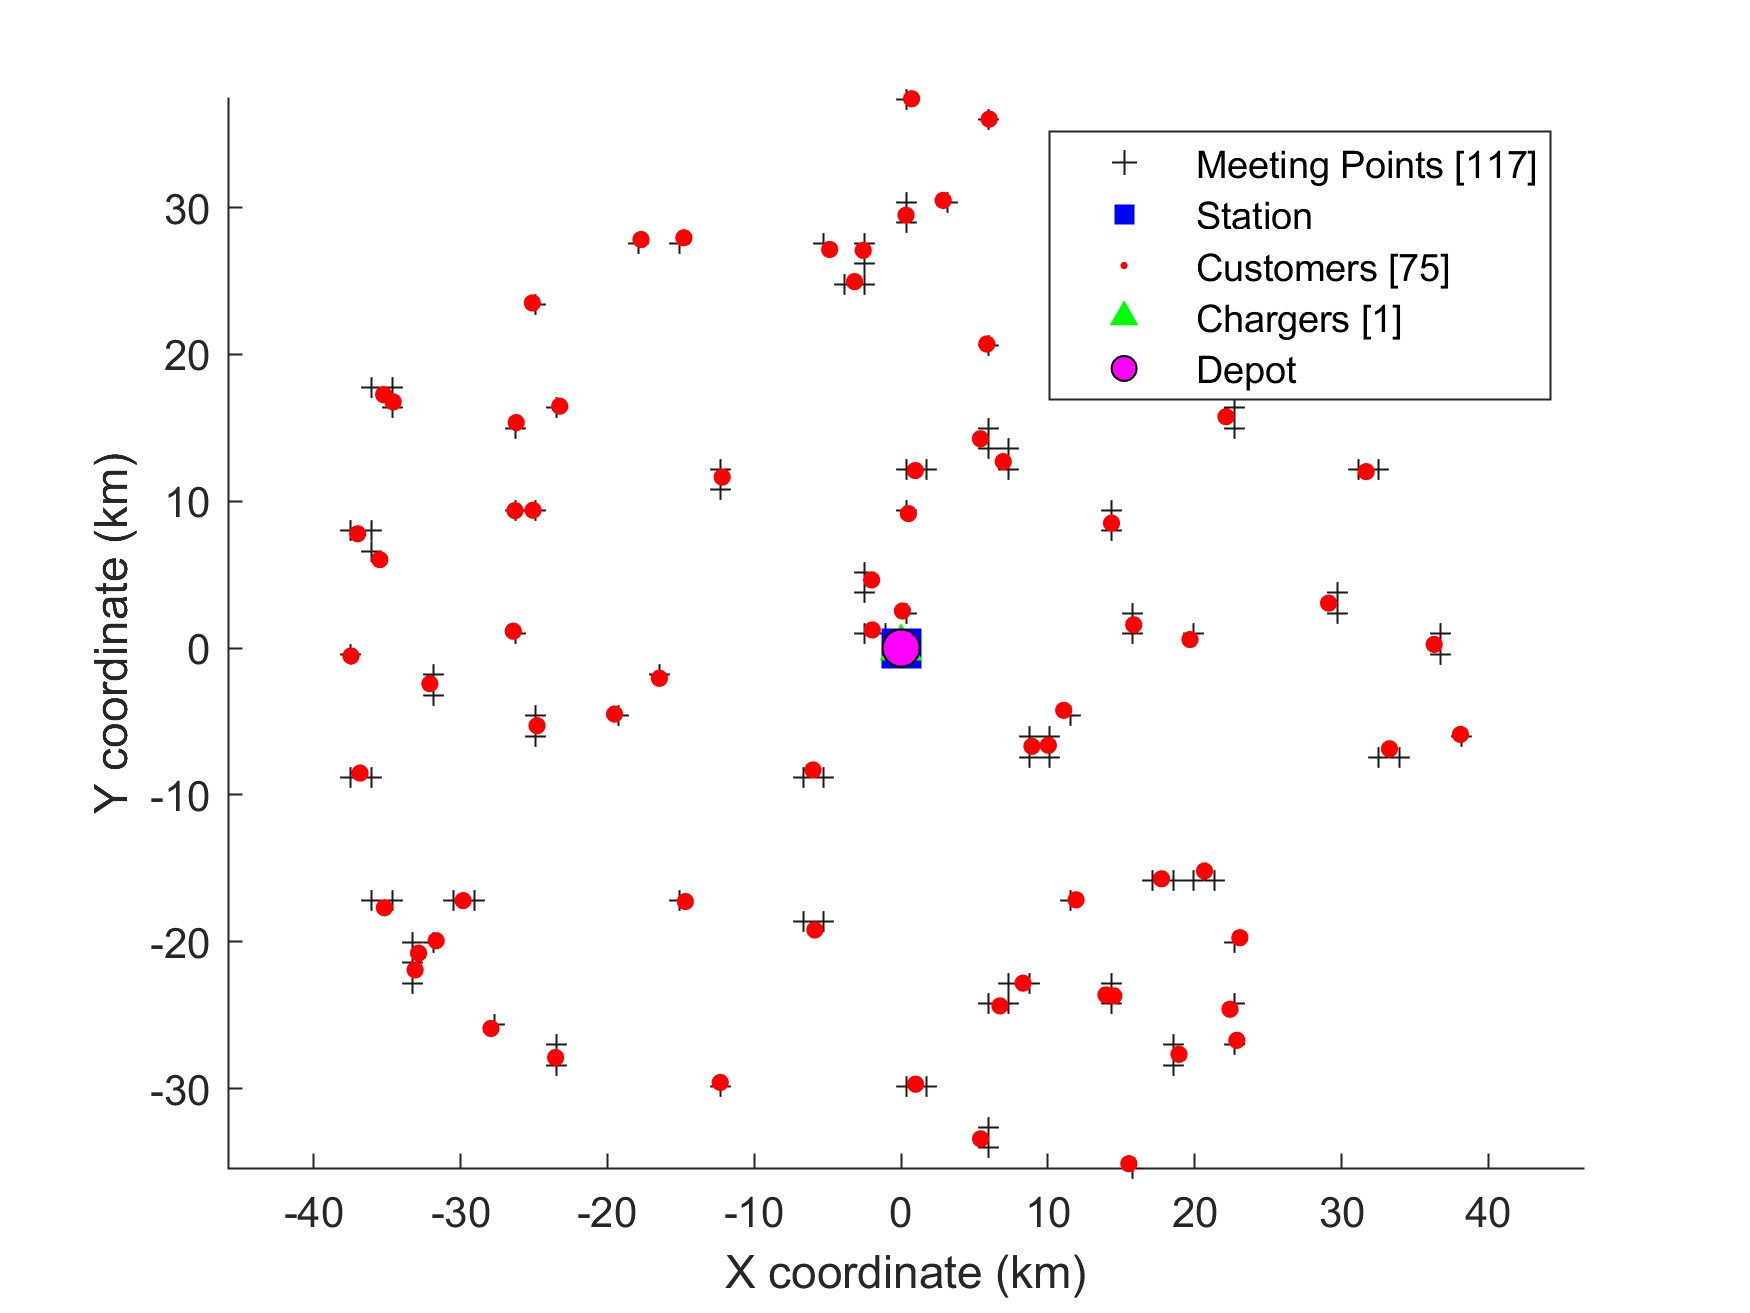 Meeting Points [117]
Station
Customers [75]
Chargers [1]
Depot
30
20
10
0
-10
-20
-30
Y coordinate (km)
-40 -30 -20 -10 0 10 20 30 40
X coordinate (km)